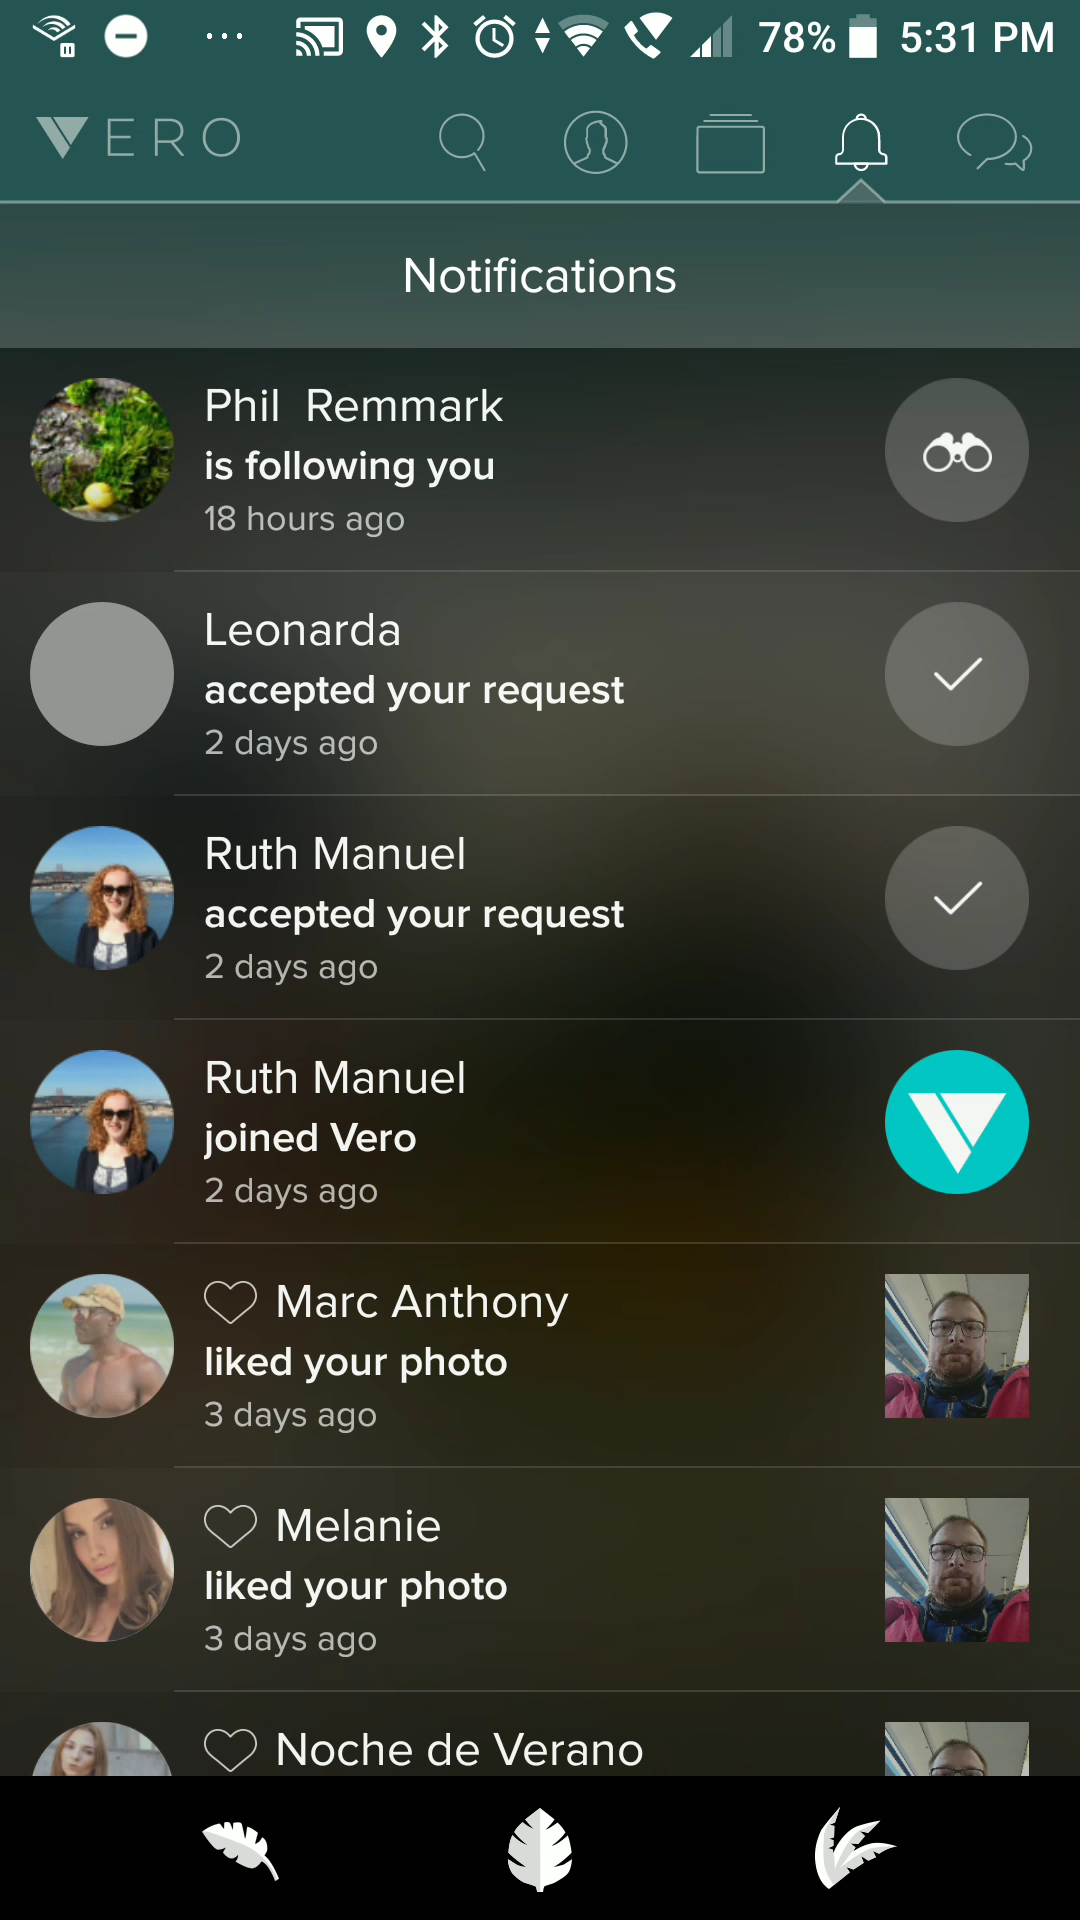 78% 5:31 PM
VERO
Notifications
Phil Remmark
is following you
18 hours ago
Leonarda
accepted your request
2 days ago
Ruth Manuel
accepted your request
2 days ago
Ruth Manuel
joined Vero
2 days ago
Marc Anthony
liked your photo
3 days ago
Melanie
liked your photo
3 days ago
Noche de Verano